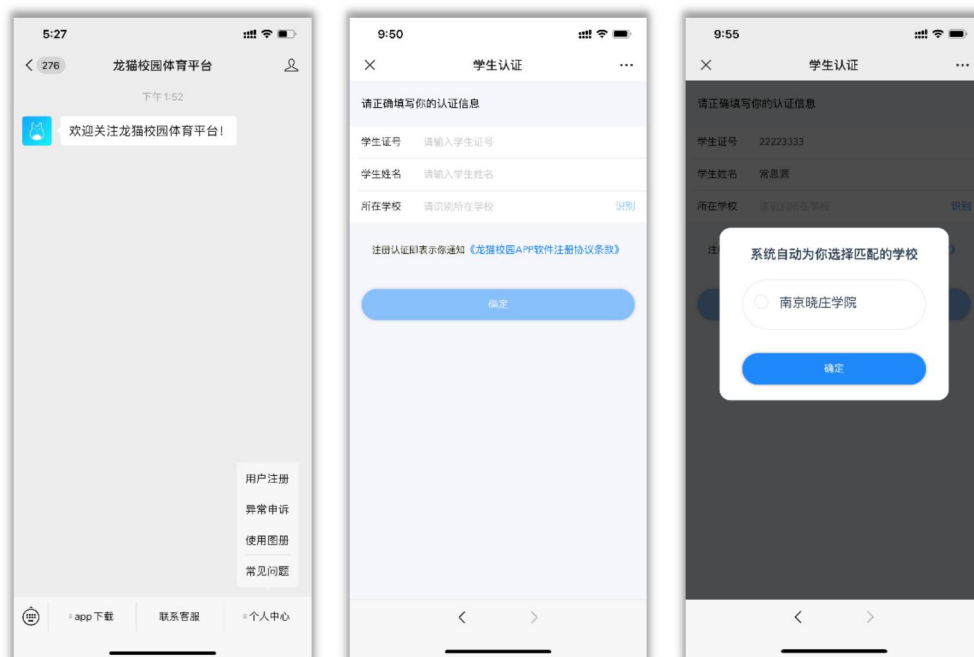 5:27
276
龙猫校园体育平台
下午1:52
欢迎关注龙猫校园体育平台!
用户注册
异常申诉
使用图册
常见问题
app下载
联系客服
个人中心
9:50
学生认证
请正确填写你的认证信息
学生证号 请输入学生证号
学生姓名 请输入学生姓名
所在学校 请识别所在学校 识别
注册认证即表示你通知《龙猫校园APP软件注册协议条款》
确定
9:55
学生认证
请正确填写你的认证信息
学生证号 22223333
学生姓名 常思源
所在学校 请识别所在学校 识别
注
》
系统自动为你选择匹配的学校
南京晓庄学院
确定